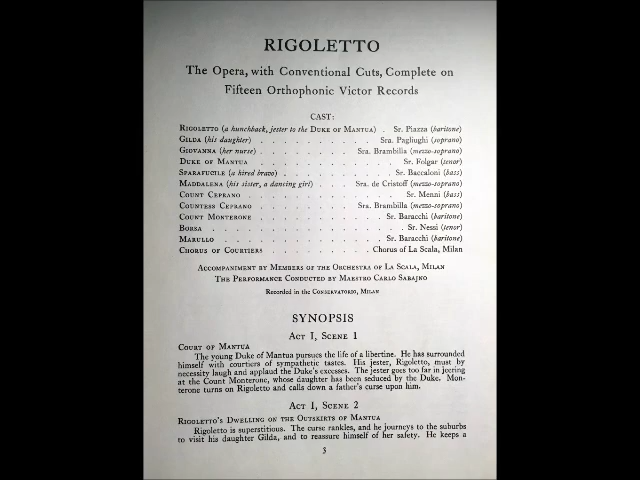 RIGOLETTO
The Opera, with Conventional Cuts, Complete on
Fifteen Orthophonic Victor Records
CAST:
RIGOLETTO (a hunchback, jester to the DUKE OF MANTUA) . Sr. Piazza (baritone)
GILDA (his daughter) . . . . . . . . . . . Sra. Pagliughi (soprano)
GIOVANNA (her nurse) . . . . . . . . . Sra. Brambilla (mezzo-soprano)
DUKE OF MANTUA . . . . . . . . . . . . . Sr. Folgar (tenor)
SPARAFUCILE (a hired bravo) . . . . . . . . . Sr. Baccaloni (bass)
MADDALENA (his sister, a dancing girl) . . . Sra. de Cristoff (mezzo-soprano)
COUNT CEPRANO . . . . . . . . . . . . . . Sr. Menni (bass)
COUNTESS CEPRANO . . . . . . . . . Sra. Brambilla (mezzo-soprano)
COUNT MONTERONE . . . . . . . . . . . Sr. Baracchi (baritone)
BORSA . . . . . . . . . . . . . . . . . Sr. Nessi (tenor)
MARULLO . . . . . . . . . . . . . . Sr. Baracchi (baritone)
CHORUS OF COURTIERS . . . . . . . . . Chorus of La Scala, Milan
ACCOMPANIMENT BY MEMBERS OF THE ORCHESTRA OF LA SCALA, MILAN
THE PERFORMANCE CONDUCTED BY MAESTRO CARLO SABAJNO
Recorded in the CONSERVATORIO, MILAN
SYNOPSIS
ACT I, SCENE 1
COURT OF MANTUA
The young Duke of Mantua pursues the life of a libertine. He has surrounded
himself with courtiers of sympathetic tastes. His jester, Rigoletto, must by
necessity laugh and applaud the Duke's excesses. The jester goes too far in jeering
at the Count Monterone, whose daughter has been seduced by the Duke. Mon-
terone turns on Rigoletto and calls down a father's curse upon him.
ACT I, SCENE 2
RIGOLETTO'S DWELLING ON THE OUTSKIRTS OF MANTUA
Rigoletto is superstitious. The curse rankles, and he journeys to the suburbs
to visit his daughter Gilda, and to reassure himself of her safety. He keeps a
3